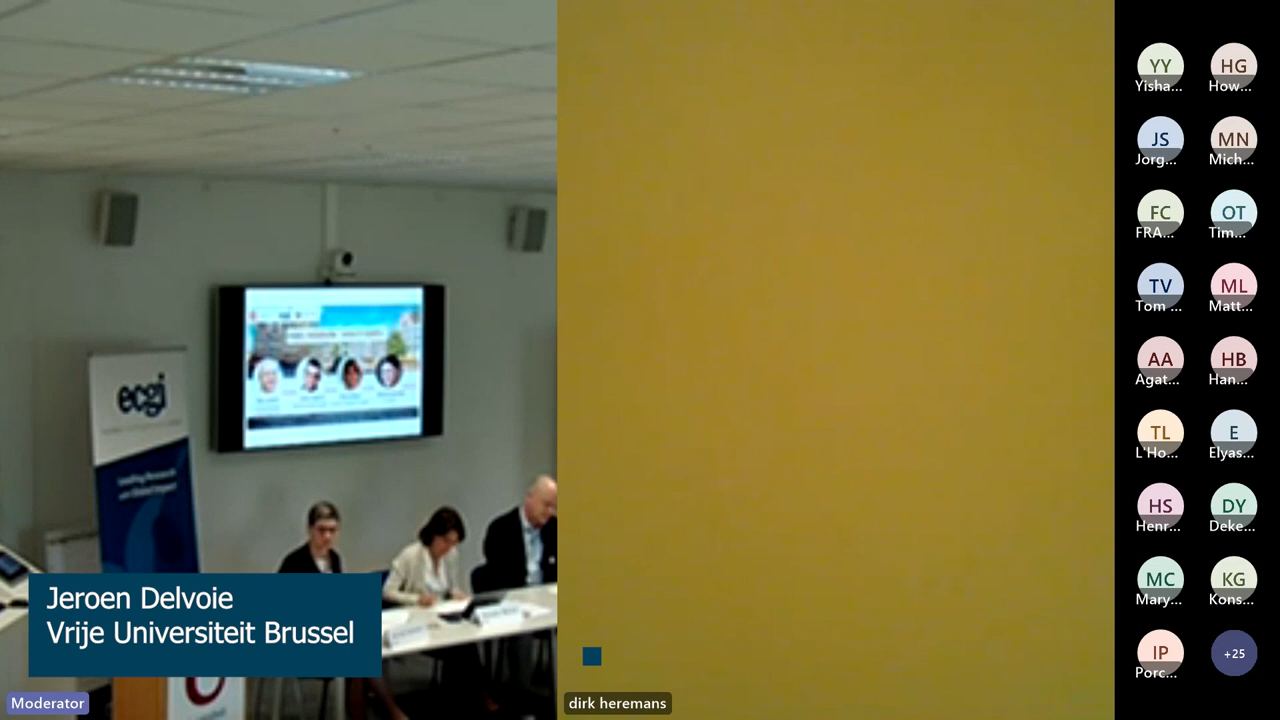 ecgi
Jeroen Delvoie
Vrije Universiteit Brussel
Moderator
dirk heremans
YY
Yisha...
HG
How...
JS
Jorg...
MN
Mich...
FC
FRA...
OT
Tim...
TV
Tom ...
ML
Matt...
AA
Agat...
HB
Han...
TL
L'Ho...
E
Elyas...
HS
Henr...
DY
Deke...
MC
Mary...
KG
Kons...
IP
Porc...
+25